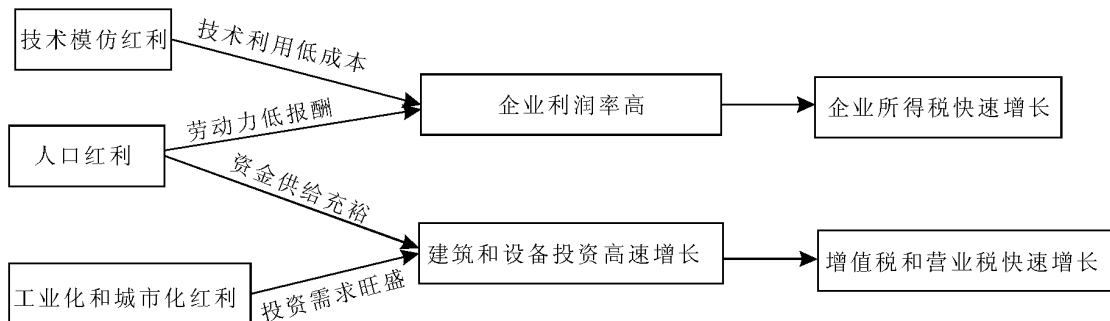 技术模仿红利
技术利用低成本
企业利润率高
企业所得税快速增长
劳动力低报酬
人口红利
资金供给充裕
建筑和设备投资高速增长
增值税和营业税快速增长
工业化和城市化红利
投资需求旺盛